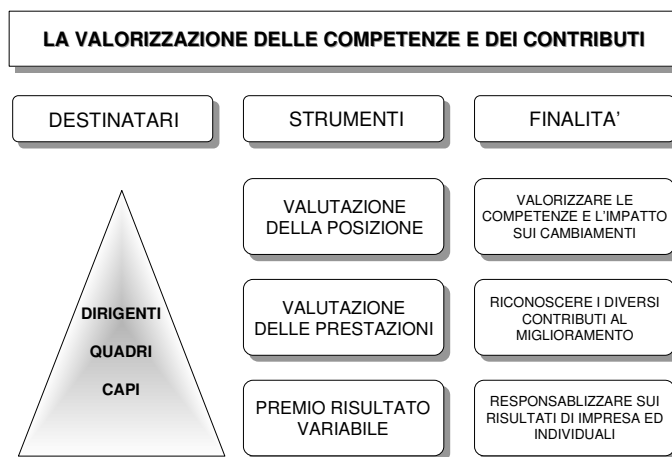 LA VALORIZZAZIONE DELLE COMPETENZE E DEI CONTRIBUTI
DESTINATARI
STRUMENTI
FINALITA’
DIRIGENTI
QUADRI
CAPI
VALUTAZIONE
DELLA POSIZIONE
VALORIZZARE LE
COMPETENZE E L’IMPATTO
SUI CAMBIAMENTI
VALUTAZIONE
DELLE PRESTAZIONI
RICONOSCERE I DIVERSI
CONTRIBUTI AL
MIGLIORAMENTO
PREMIO RISULTATO
VARIABILE
RESPONSABLIZZARE SUI
RISULTATI DI IMPRESA ED
INDIVIDUALI